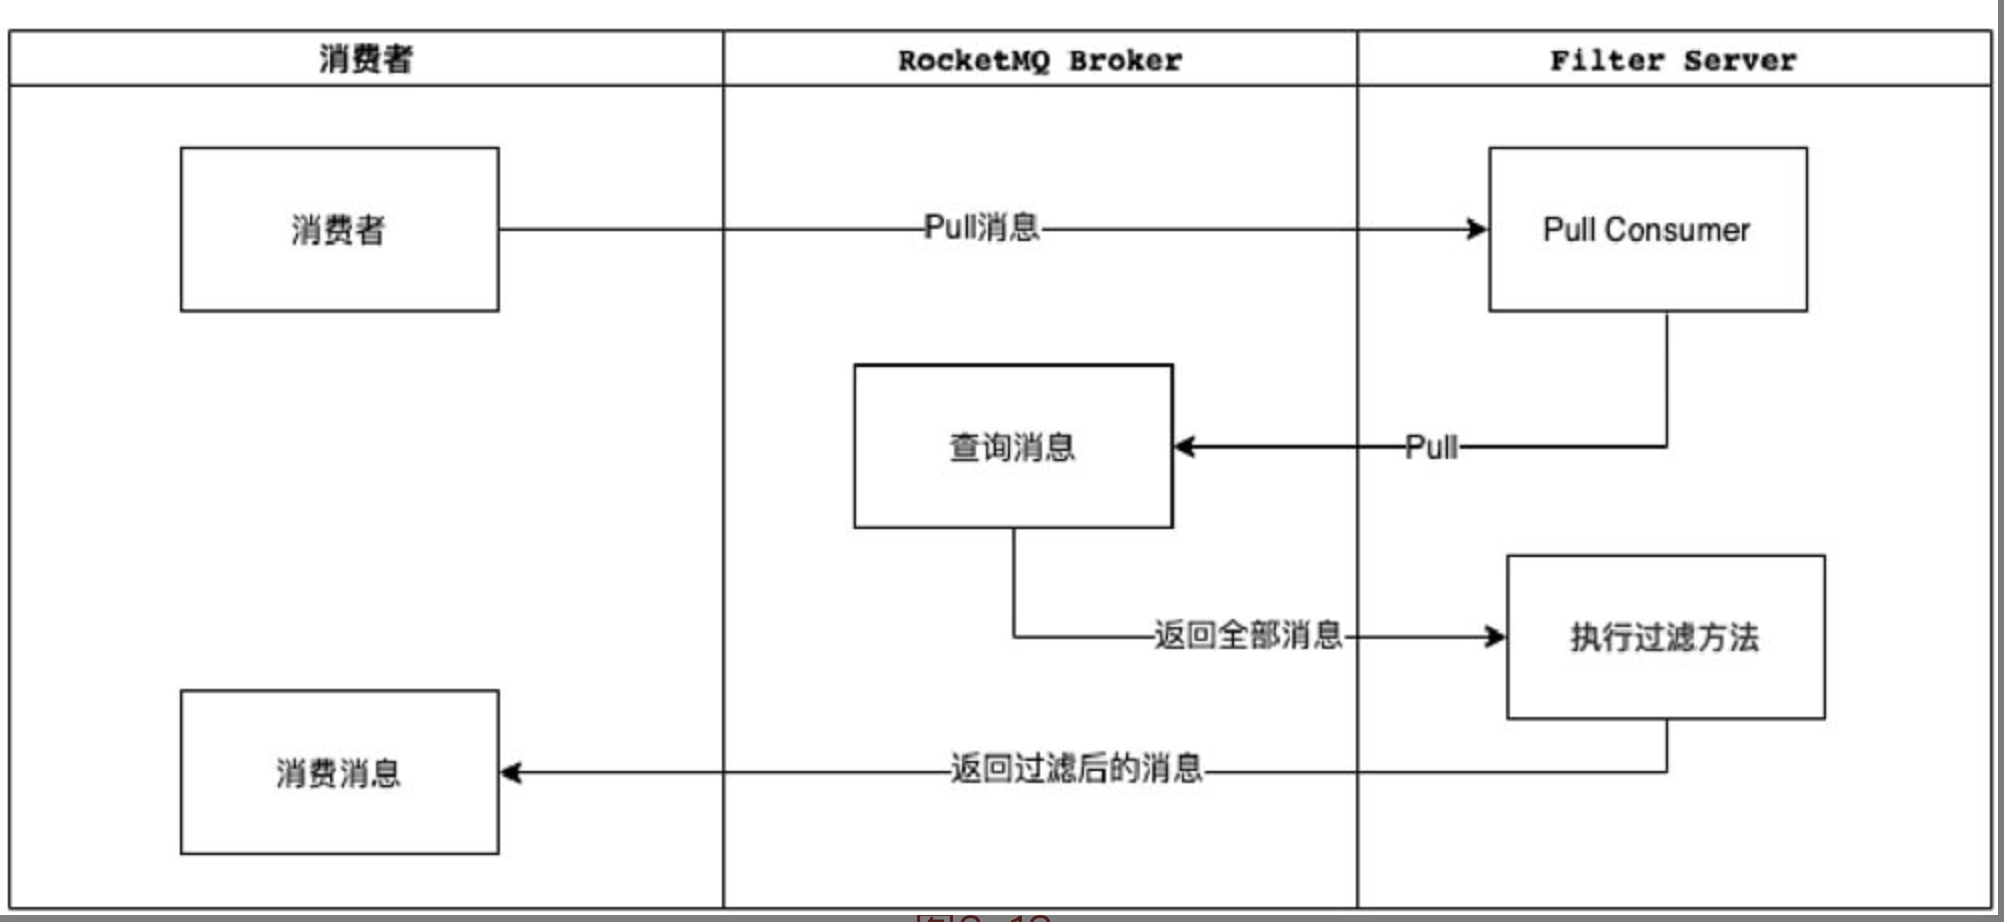 消费者
RocketMQ Broker
Filter Server
消费者
Pull消息
Pull Consumer
查询消息
Pull
返回全部消息
执行过滤方法
消费消息
返回过滤后的消息